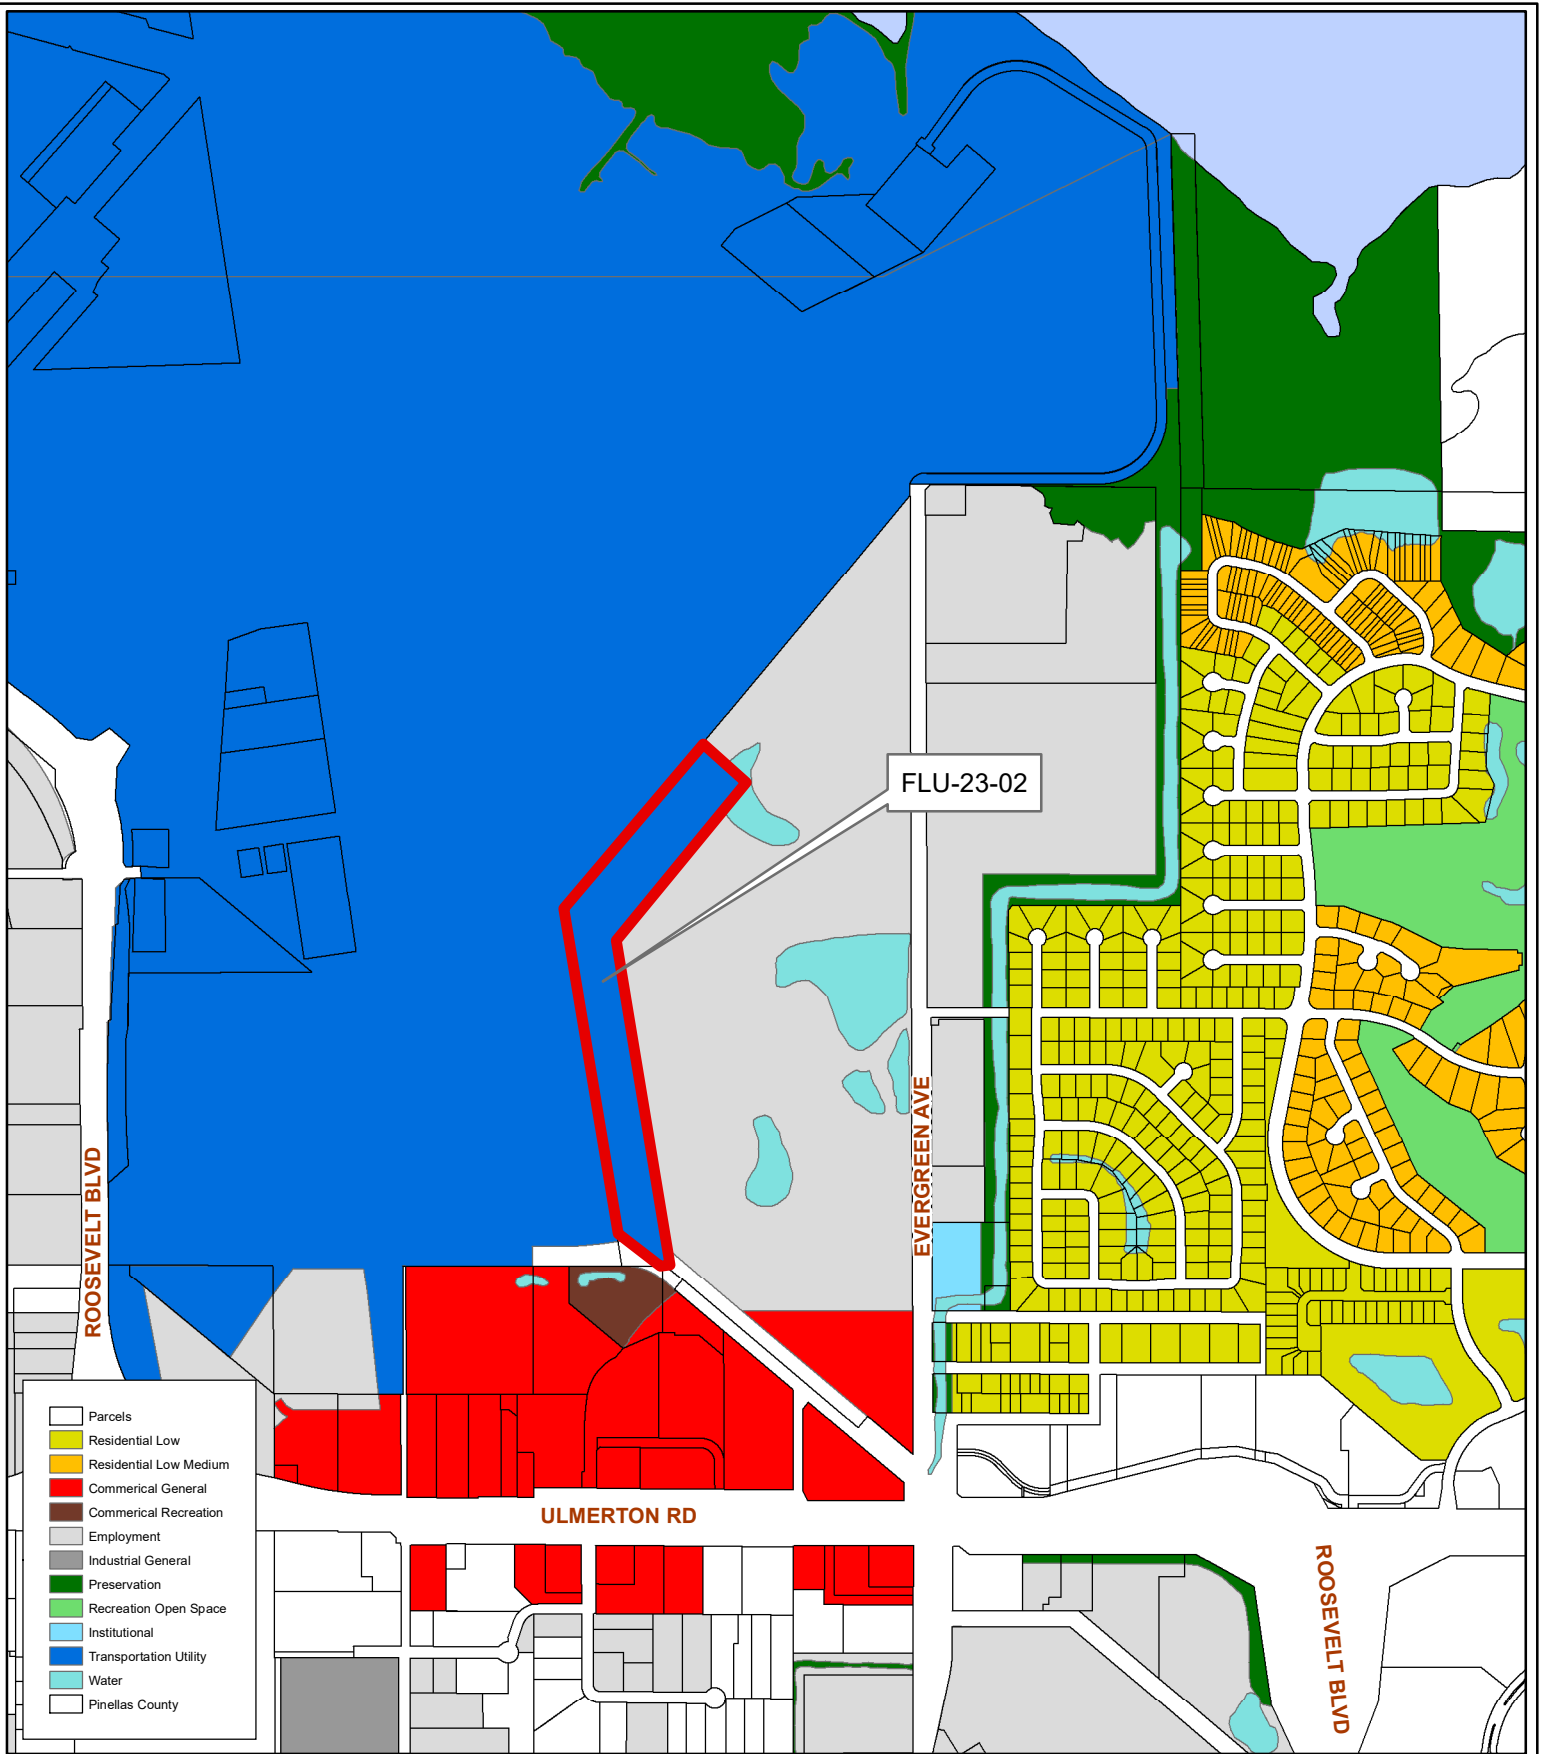 FLU-23-02
EVERGREEN AVE
ROOSEVELT BLVD
Parcels
Residential Low
Residential Low Medium
Commerical General
Commerical Recreation
Employment
Industrial General
Preservation
Recreation Open Space
Institutional
Transportation Utility
Water
Pinellas County
ULMERTON RD
ROOSEVELT BLVD